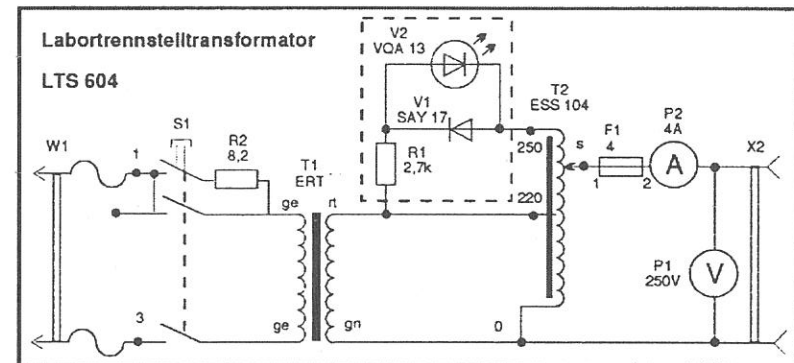 Labortrennstelltransformator
LTS 604
V2
VQA 13
V1
SAY 17
T2
ESS 104
P2
4A
W1
S1
R2
8,2
R1
2,7k
250
s
F1
4
A
X2
1
T1
ERT
1
2
ge
rt
220
P1
250V
V
3
ge
gn
0